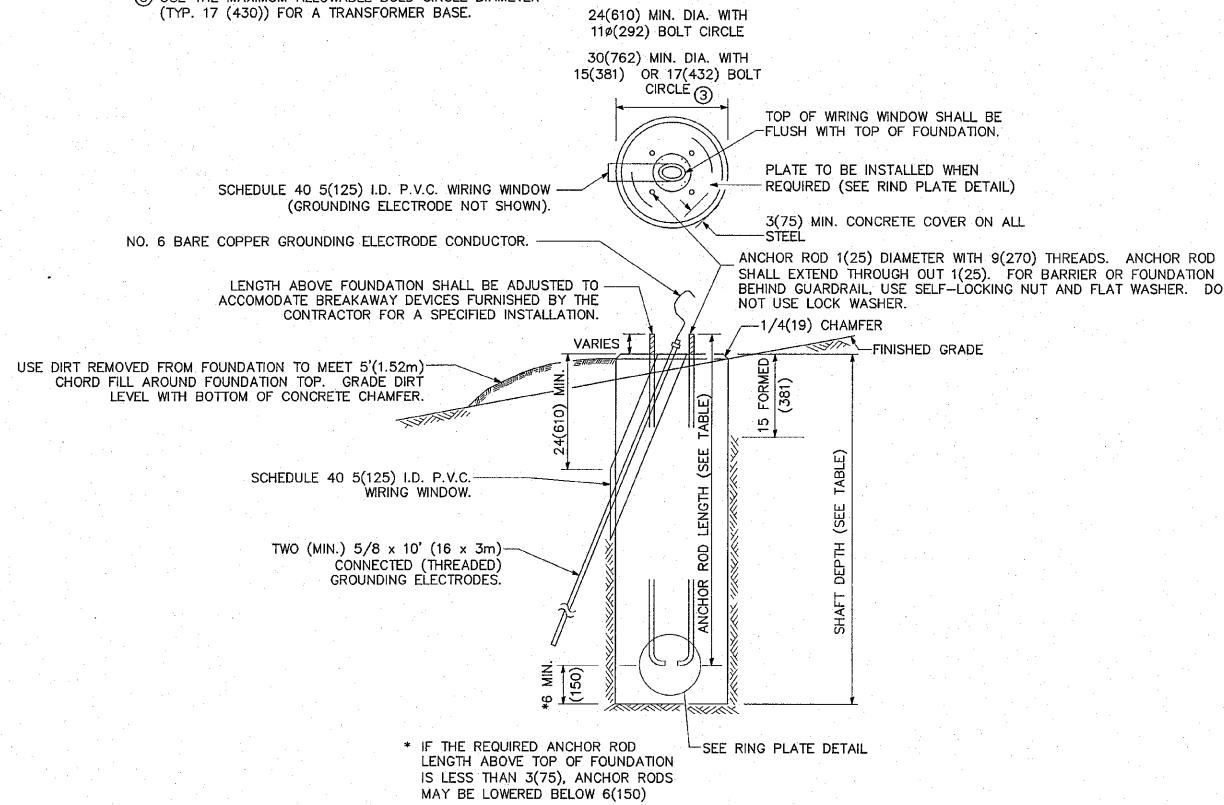 (TYP. 17 (430)) FOR A TRANSFORMER BASE.
24(610) MIN. DIA. WITH
11ø(292) BOLT CIRCLE
30(762) MIN. DIA. WITH
15(381) OR 17(432) BOLT
CIRCLE ③
TOP OF WIRING WINDOW SHALL BE
FLUSH WITH TOP OF FOUNDATION.
PLATE TO BE INSTALLED WHEN
REQUIRED (SEE RIND PLATE DETAIL)
SCHEDULE 40 5(125) I.D. P.V.C. WIRING WINDOW
(GROUNDING ELECTRODE NOT SHOWN).
3(75) MIN. CONCRETE COVER ON ALL
STEEL
NO. 6 BARE COPPER GROUNDING ELECTRODE CONDUCTOR.
ANCHOR ROD 1(25) DIAMETER WITH 9(270) THREADS. ANCHOR ROD
SHALL EXTEND THROUGH OUT 1(25). FOR BARRIER OR FOUNDATION
BEHIND GUARDRAIL, USE SELF-LOCKING NUT AND FLAT WASHER. DO
NOT USE LOCK WASHER.
LENGTH ABOVE FOUNDATION SHALL BE ADJUSTED TO
ACCOMODATE BREAKAWAY DEVICES FURNISHED BY THE
CONTRACTOR FOR A SPECIFIED INSTALLATION.
1/4(19) CHAMFER
VARIES
FINISHED GRADE
USE DIRT REMOVED FROM FOUNDATION TO MEET 5'(1.52m)
CHORD FILL AROUND FOUNDATION TOP. GRADE DIRT
LEVEL WITH BOTTOM OF CONCRETE CHAMFER.
24(610) MIN.
15 FORMED
(381)
ANCHOR ROD LENGTH (SEE TABLE)
SHAFT DEPTH (SEE TABLE)
SCHEDULE 40 5(125) I.D. P.V.C.
WIRING WINDOW.
TWO (MIN.) 5/8 x 10' (16 x 3m)
CONNECTED (THREADED)
GROUNDING ELECTRODES.
*6 MIN.
(150)
* IF THE REQUIRED ANCHOR ROD
LENGTH ABOVE TOP OF FOUNDATION
IS LESS THAN 3(75), ANCHOR RODS
MAY BE LOWERED BELOW 6(150)
SEE RING PLATE DETAIL